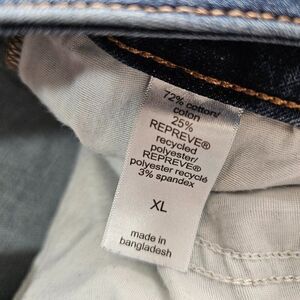 72% cotton/
coton
25%
REPREVE®
recycled
polyester/
REPREVE®
polyester recyclé
3% spandex
XL
made in
bangladesh